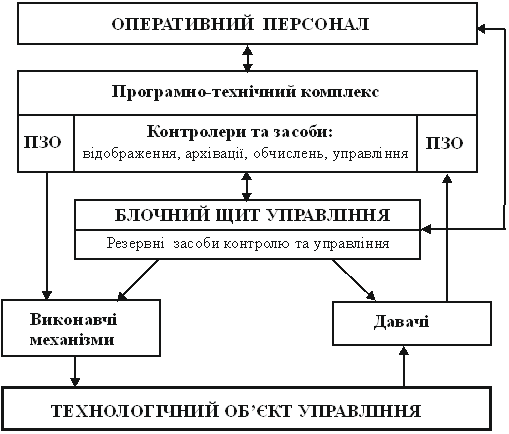 ОПЕРАТИВНИЙ ПЕРСОНАЛ
Програмно-технічний комплекс
ПЗО
Контролери та засоби:
відображення, архівації, обчислень, управління
ПЗО
БЛОЧНИЙ ЩИТ УПРАВЛІННЯ
Резервні засоби контролю та управління
Виконавчі
механізми
Давачі
ТЕХНОЛОГІЧНИЙ ОБ’ЄКТ УПРАВЛІННЯ